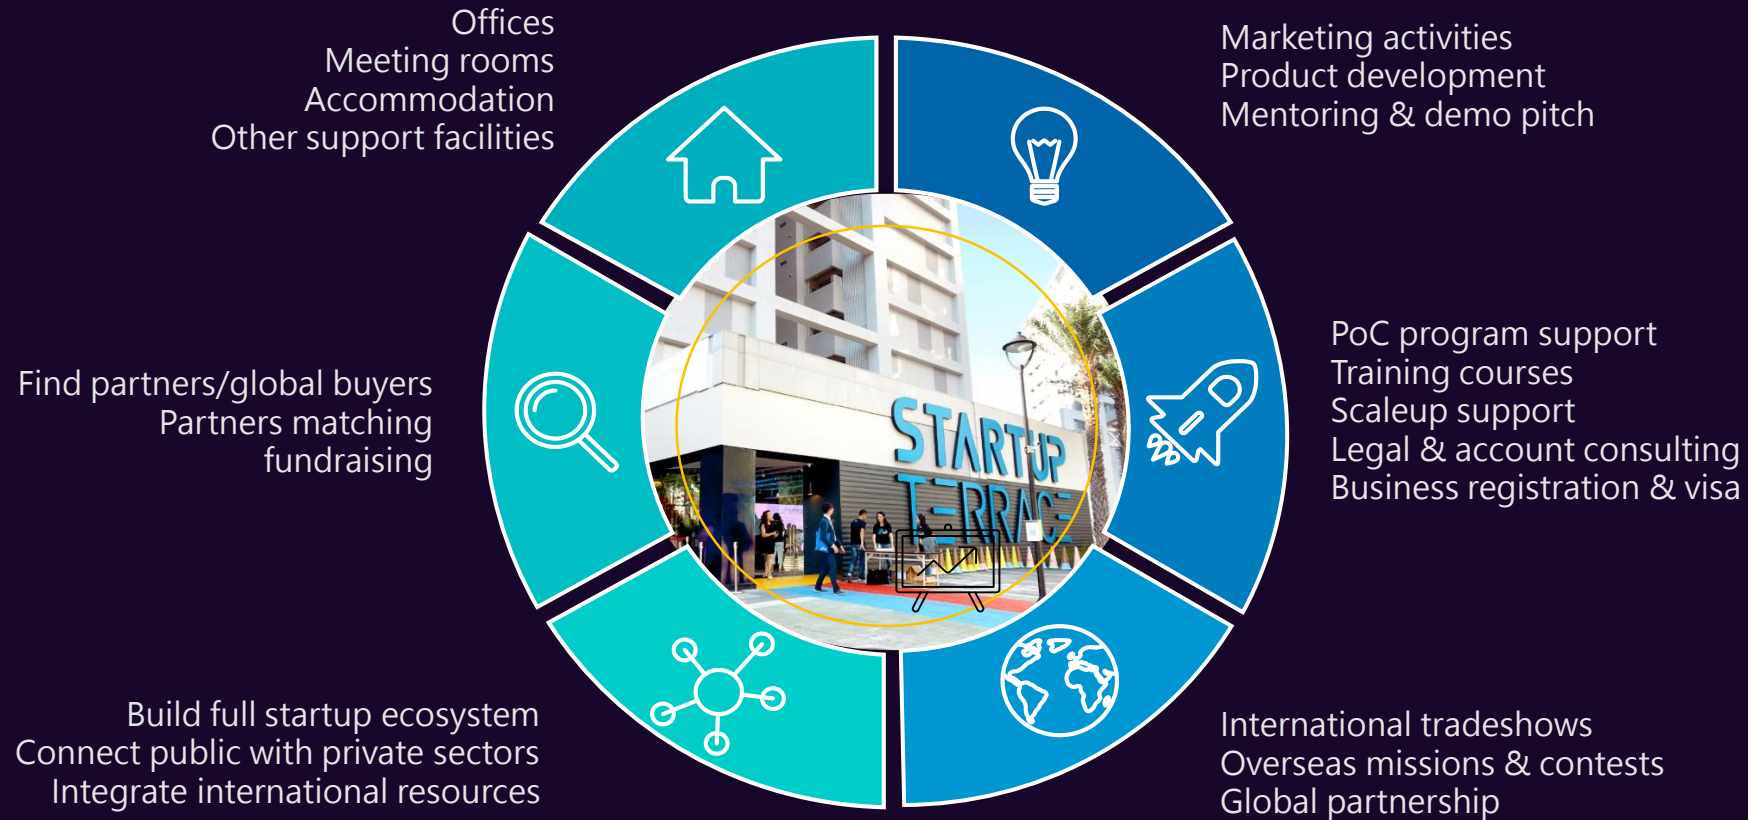 Offices
Meeting rooms
Accommodation
Other support facilities
Marketing activities
Product development
Mentoring & demo pitch
Find partners/global buyers
Partners matching
fundraising
STARTUP
TERRACE
PoC program support
Training courses
Scaleup support
Legal & account consulting
Business registration & visa
Build full startup ecosystem
Connect public with private sectors
Integrate international resources
International tradeshows
Overseas missions & contests
Global partnership